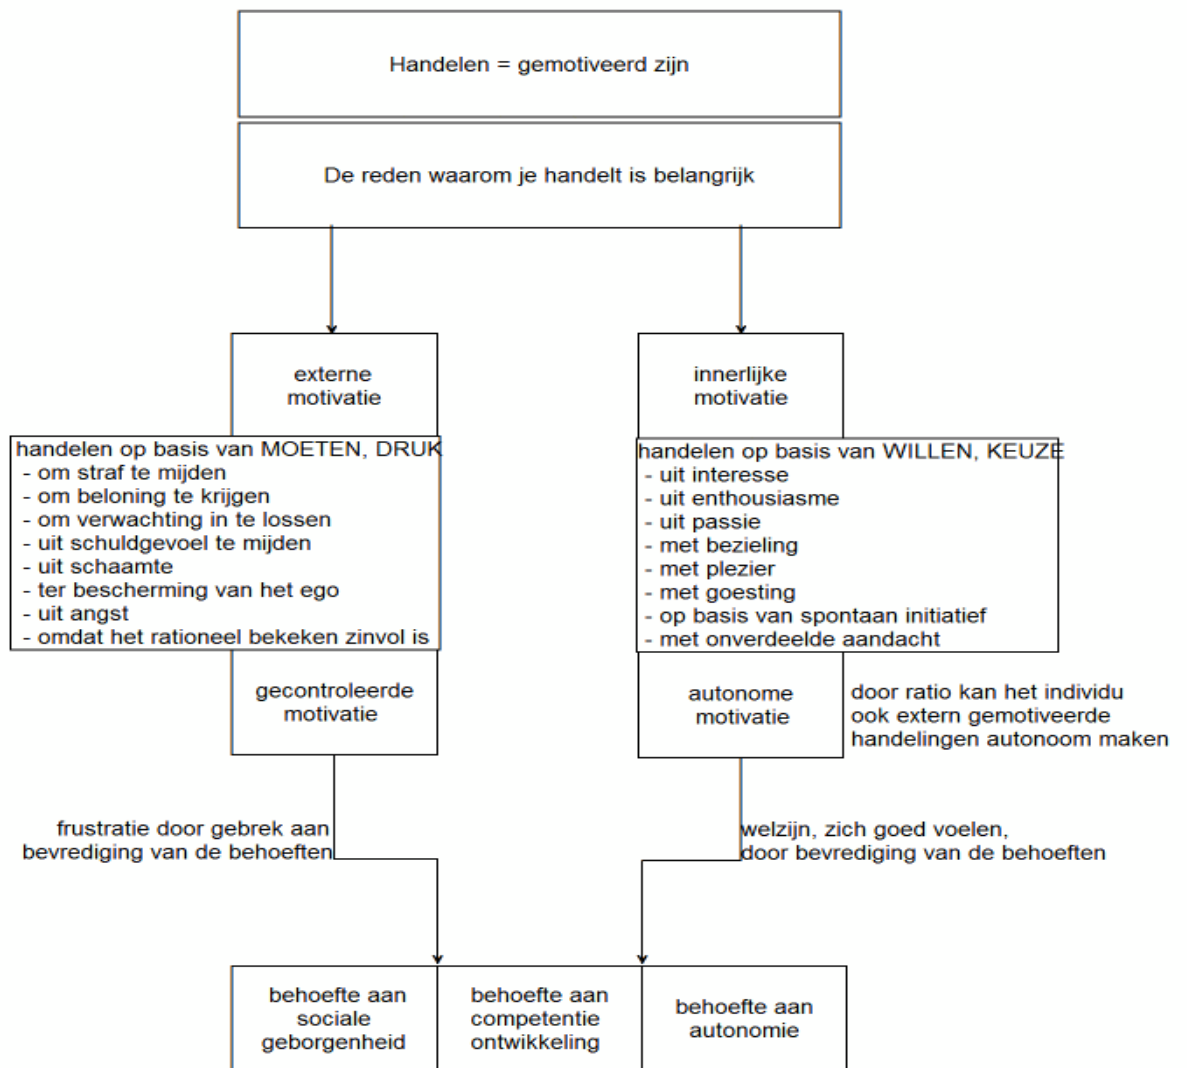 Handelen = gemotiveerd zijn
De reden waarom je handelt is belangrijk
externe
motivatie
handelen op basis van MOETEN, DRUK
- om straf te mijden
- om beloning te krijgen
- om verwachting in te lossen
- uit schuldgevoel te mijden
- uit schaamte
- ter bescherming van het ego
- uit angst
- omdat het rationeel bekeken zinvol is
gecontroleerde
motivatie
innerlijke
motivatie
handelen op basis van WILLEN, KEUZE
- uit interesse
- uit enthousiasme
- uit passie
- met bezieling
- met plezier
- met goesting
- op basis van spontaan initiatief
- met onverdeelde aandacht
autonome
motivatie
door ratio kan het individu
ook extern gemotiveerde
handelingen autonoom maken
frustratie door gebrek aan
bevrediging van de behoeften
welzijn, zich goed voelen,
door bevrediging van de behoeften
behoefte aan
sociale
geborgenheid
behoefte aan
competentie
ontwikkeling
behoefte aan
autonomie